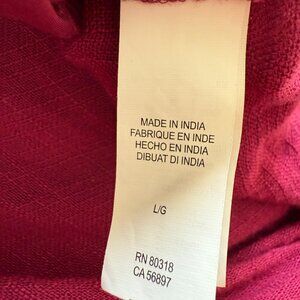 MADE IN INDIA
FABRIQUE EN INDE
HECHO EN INDIA
DIBUAT DI INDIA
L/G
RN 80318
CA 56897